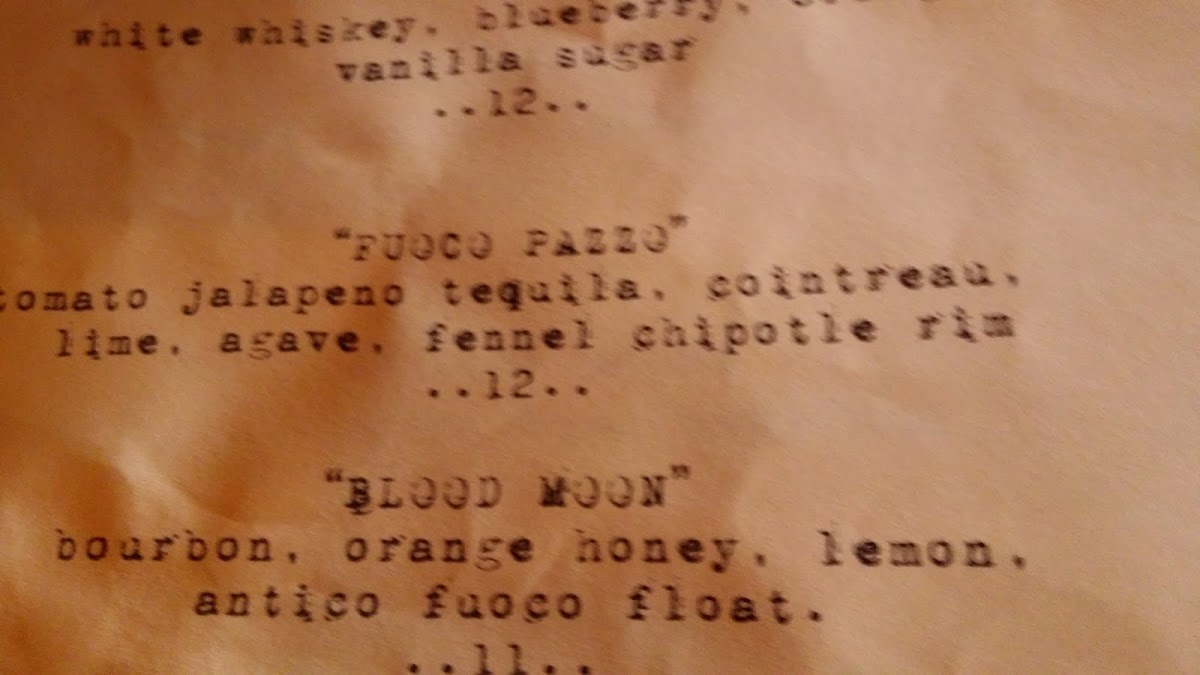 white whiskey, blueberry,
vanilla sugar
..12..
"FUOCO PAZZO"
tomato jalapeno tequila, cointreau,
lime, agave, fennel chipotle rim
..12..
"BLOOD MOON"
bourbon, orange honey, lemon,
antico fuoco float.
..11..